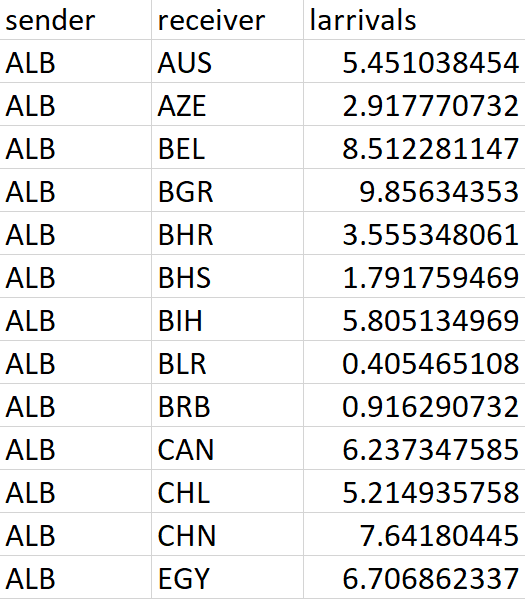 sender receiver larrivals
ALB AUS 5.451038454
ALB AZE 2.917770732
ALB BEL 8.512281147
ALB BGR 9.85634353
ALB BHR 3.555348061
ALB BHS 1.791759469
ALB BIH 5.805134969
ALB BLR 0.405465108
ALB BRB 0.916290732
ALB CAN 6.237347585
ALB CHL 5.214935758
ALB CHN 7.64180445
ALB EGY 6.706862337